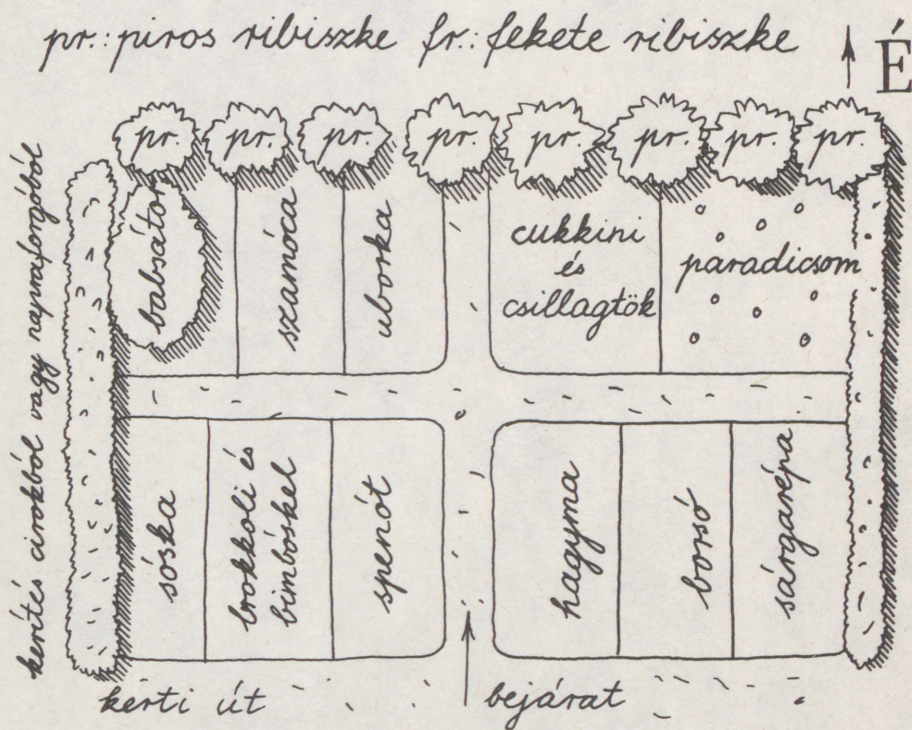 pr.: piros ribiszke fr.: fekete ribiszke
É
pr. pr. pr. pr. pr. pr. pr. pr.
kerítés cirokból vagy napraforgóból
babsátor
szamóca
uborka
cukkini
és
csillagtök
paradicsom
sóska
brokkoli és
bimbóskel
spenót
hagyma
borsó
sárgarépa
kerti út
bejárat